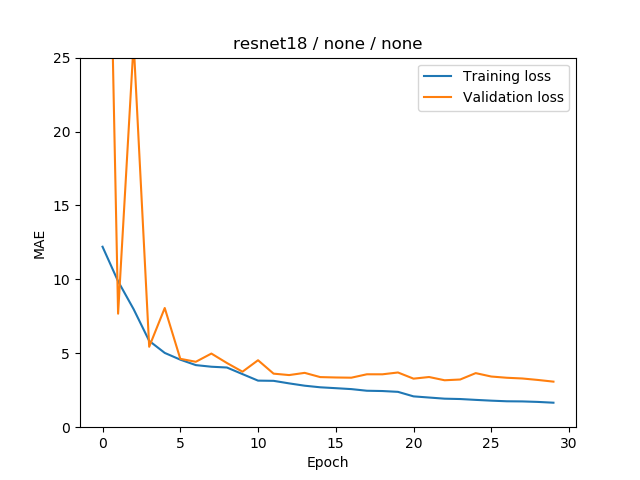 resnet18 / none / none
Training loss
Validation loss
25
20
15
10
5
0
MAE
0 5 10 15 20 25 30
Epoch